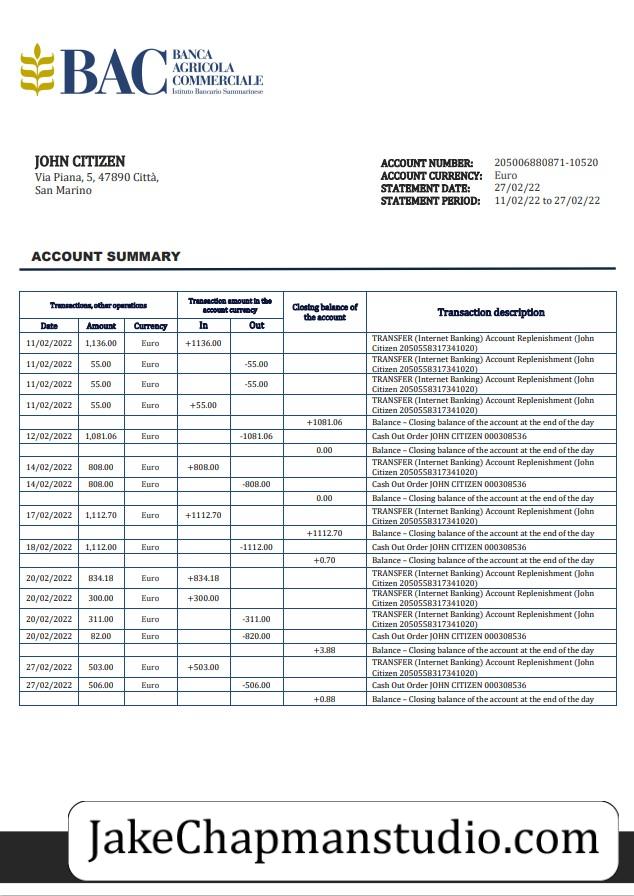 BAC BANCA
AGRICOLA
COMMERCIALE
Istituto Bancario Sammarinese
JOHN CITIZEN
Via Piana, 5, 47890 Città,
San Marino
ACCOUNT NUMBER: 205006880871-10520
ACCOUNT CURRENCY: Euro
STATEMENT DATE: 27/02/22
STATEMENT PERIOD: 11/02/22 to 27/02/22
ACCOUNT SUMMARY
Transactions, other operations
Transaction amount in the
account currency
Closing balance of
the account
Transaction description
Date Amount Currency In Out
11/02/2022 1,136.00 Euro +1136.00 TRANSFER (Internet Banking) Account Replenishment (John
Citizen 2050558317341020)
11/02/2022 55.00 Euro -55.00 TRANSFER (Internet Banking) Account Replenishment (John
Citizen 2050558317341020)
11/02/2022 55.00 Euro -55.00 TRANSFER (Internet Banking) Account Replenishment (John
Citizen 2050558317341020)
11/02/2022 55.00 Euro +55.00 TRANSFER (Internet Banking) Account Replenishment (John
Citizen 2050558317341020)
+1081.06 Balance – Closing balance of the account at the end of the day
12/02/2022 1,081.06 Euro -1081.06 Cash Out Order JOHN CITIZEN 000308536
0.00 Balance – Closing balance of the account at the end of the day
14/02/2022 808.00 Euro +808.00 TRANSFER (Internet Banking) Account Replenishment (John
Citizen 2050558317341020)
14/02/2022 808.00 Euro -808.00 Cash Out Order JOHN CITIZEN 000308536
0.00 Balance – Closing balance of the account at the end of the day
17/02/2022 1,112.70 Euro +1112.70 TRANSFER (Internet Banking) Account Replenishment (John
Citizen 2050558317341020)
+1112.70 Balance – Closing balance of the account at the end of the day
18/02/2022 1,112.00 Euro -1112.00 Cash Out Order JOHN CITIZEN 000308536
+0.70 Balance – Closing balance of the account at the end of the day
20/02/2022 834.18 Euro +834.18 TRANSFER (Internet Banking) Account Replenishment (John
Citizen 2050558317341020)
20/02/2022 300.00 Euro +300.00 TRANSFER (Internet Banking) Account Replenishment (John
Citizen 2050558317341020)
20/02/2022 311.00 Euro -311.00 TRANSFER (Internet Banking) Account Replenishment (John
Citizen 2050558317341020)
20/02/2022 82.00 Euro -820.00 Cash Out Order JOHN CITIZEN 000308536
+3.88 Balance – Closing balance of the account at the end of the day
27/02/2022 503.00 Euro +503.00 TRANSFER (Internet Banking) Account Replenishment (John
Citizen 2050558317341020)
27/02/2022 506.00 Euro -506.00 Cash Out Order JOHN CITIZEN 000308536
+0.88 Balance – Closing balance of the account at the end of the day
JakeChapmanstudio.com